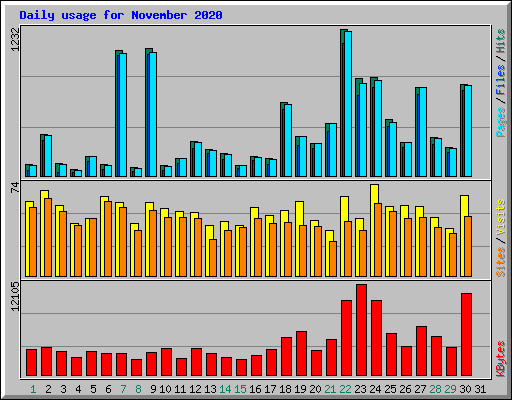 Daily usage for November 2020
1232
Pages / Files / Hits
74
Sites / Visits
12105
KBytes
1 2 3 4 5 6 7 8 9 10 11 12 13 14 15 16 17 18 19 20 21 22 23 24 25 26 27 28 29 30 31